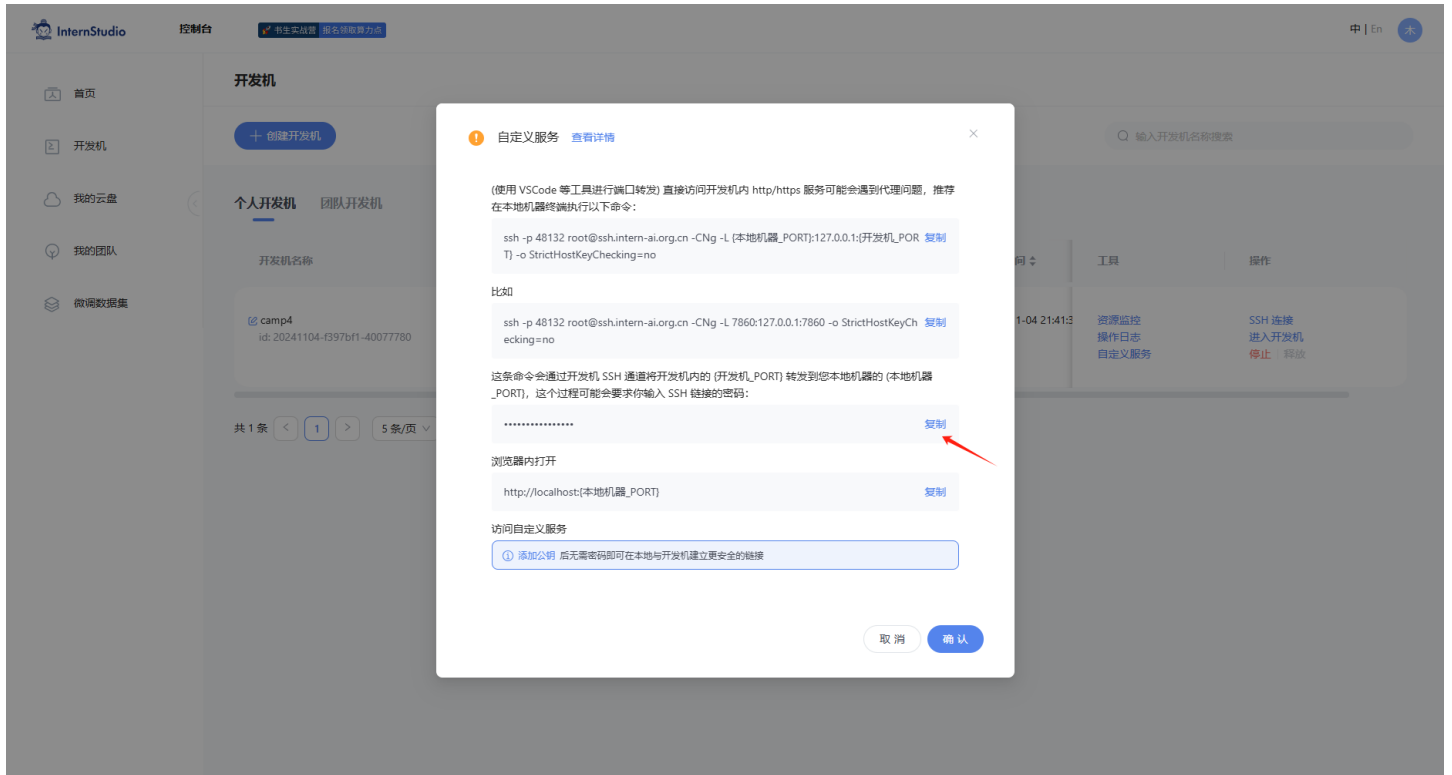 InternStudio
控制台
书生实战营 报名领取算力点
中 | En
木
首页
开发机
我的云盘
我的团队
微调数据集
开发机
创建开发机
输入开发机名称搜索
个人开发机 团队开发机
开发机名称
间
工具
操作
camp4
id: 20241104-f397bf1-40077780
1-04 21:41:3
资源监控
操作日志
自定义服务
SSH 连接
进入开发机
停止 释放
共 1 条 < 1 > 5 条/页
自定义服务 查看详情
(使用 VSCode 等工具进行端口转发) 直接访问开发机内 http/https 服务可能会遇到代理问题，推荐
在本地机器终端执行以下命令：
ssh -p 48132 root@ssh.intern-ai.org.cn -CNg -L {本地机器_PORT}:127.0.0.1:{开发机_POR 复制
T} -o StrictHostKeyChecking=no
比如
ssh -p 48132 root@ssh.intern-ai.org.cn -CNg -L 7860:127.0.0.1:7860 -o StrictHostKeyCh 复制
ecking=no
这条命令会通过开发机 SSH 通道将开发机内的 {开发机_PORT} 转发到您本地机器的 {本地机器
_PORT}，这个过程可能会要求你输入 SSH 链接的密码：
•••••••••••••••• 复制
浏览器内打开
http://localhost:{本地机器_PORT} 复制
访问自定义服务
添加公钥 后无需密码即可在本地与开发机建立更安全的链接
取 消
确 认